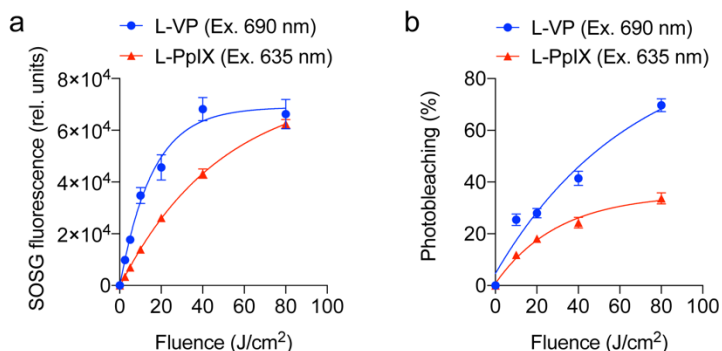 a
L-VP (Ex. 690 nm)
L-PpIX (Ex. 635 nm)
SOSG fluorescence (rel. units)
8×10⁴
6×10⁴
4×10⁴
2×10⁴
0
0 20 40 60 80 100
Fluence (J/cm²)
b
L-VP (Ex. 690 nm)
L-PpIX (Ex. 635 nm)
Photobleaching (%)
80
60
40
20
0
0 20 40 60 80 100
Fluence (J/cm²)